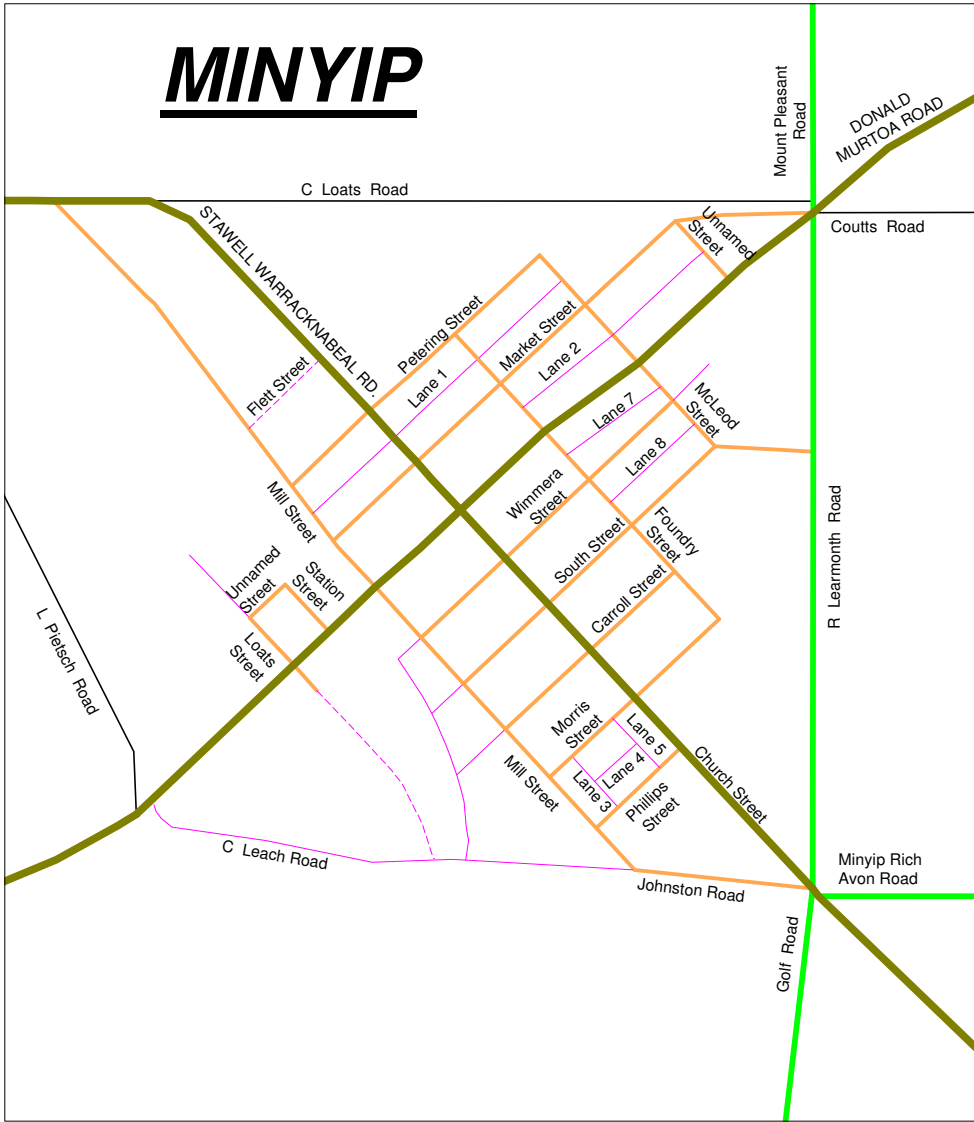 MINYIP
Mount Pleasant
Road
DONALD
MURTOA ROAD
C Loats Road
Coutts Road
STAWELL WARRACKNABEAL RD.
Unnamed
Street
Petering Street
Market Street
Lane 1
Lane 2
Flett Street
Lane 7
McLeod
Street
Lane 8
Wimmera
Street
Mill Street
South Street
Foundry
Street
R Learmonth Road
Unnamed
Street
Station
Street
Carroll Street
L Pietsch Road
Loats
Street
Morris
Street
Lane 5
Lane 4
Lane 3
Church Street
Mill Street
Phillips
Street
C Leach Road
Johnston Road
Minyip Rich
Avon Road
Golf Road